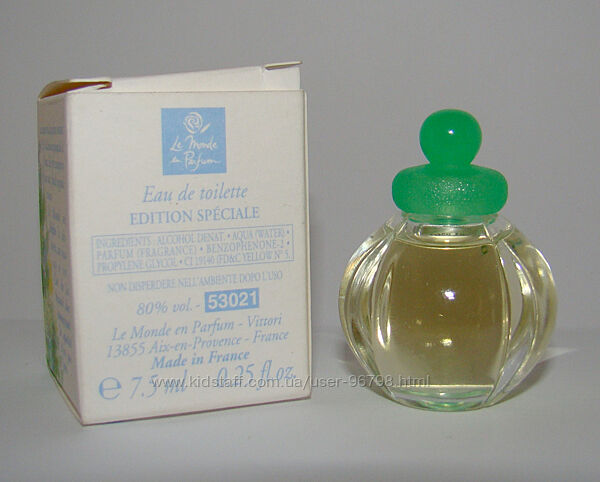 Le Monde
en Parfum
Eau de toilette
EDITION SPÉCIALE
INGREDIENTS : ALCOHOL DENAT. • AQUA (WATER) •
PARFUM (FRAGRANCE) • BENZOPHENONE-2 •
PROPYLENE GLYCOL • CI 19140 (FD&C YELLOW N° 5.
NON DISPERDERE NELL'AMBIENTE DOPO L'USO
80% vol. - 53021
Le Monde en Parfum - Vittori
13855 Aix-en-Provence - France
Made in France
e 7.5 ml - 0.25 fl.oz.
www.kidstaff.com.ua/user-96798.html